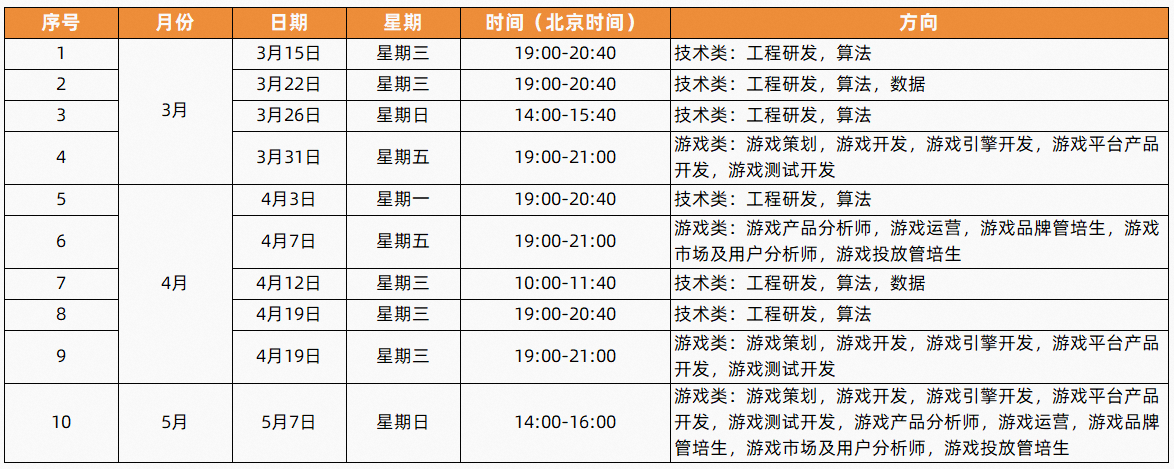 序号 月份 日期 星期 时间（北京时间） 方向
1 3月 3月15日 星期三 19:00-20:40 技术类：工程研发，算法
2 3月22日 星期三 19:00-20:40 技术类：工程研发，算法，数据
3 3月26日 星期日 14:00-15:40 技术类：工程研发，算法
4 3月31日 星期五 19:00-21:00 游戏类：游戏策划，游戏开发，游戏引擎开发，游戏平台产品
开发，游戏测试开发
5 4月 4月3日 星期一 19:00-20:40 技术类：工程研发，算法
6 4月7日 星期五 19:00-21:00 游戏类：游戏产品分析师，游戏运营，游戏品牌管培生，游戏
市场及用户分析师，游戏投放管培生
7 4月12日 星期三 10:00-11:40 技术类：工程研发，算法，数据
8 4月19日 星期三 19:00-20:40 技术类：工程研发，算法
9 4月19日 星期三 19:00-21:00 游戏类：游戏策划，游戏开发，游戏引擎开发，游戏平台产品
开发，游戏测试开发
10 5月 5月7日 星期日 14:00-16:00 游戏类：游戏策划，游戏开发，游戏引擎开发，游戏平台产品
开发，游戏测试开发，游戏产品分析师，游戏运营，游戏品牌
管培生，游戏市场及用户分析师，游戏投放管培生